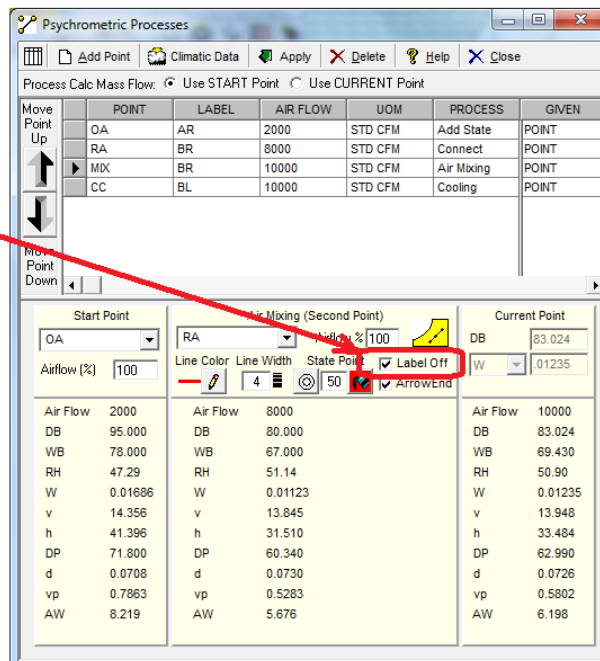 Psychrometric Processes
Add Point Climatic Data Apply Delete Help Close
Process Calc Mass Flow: Use START Point Use CURRENT Point
Move Point Up
POINT LABEL AIR FLOW UOM PROCESS GIVEN
OA AR 2000 STD CFM Add State POINT
RA BR 8000 STD CFM Connect POINT
MIX BR 10000 STD CFM Air Mixing POINT
CC BL 10000 STD CFM Cooling POINT
Move Point Down
Start Point Air Mixing (Second Point) Current Point
OA RA Airflow % 100 DB 83.024
Airflow (%) 100 Line Color Line Width State Point Label Off W .01235
4 50 ArrowEnd
Air Flow 2000 Air Flow 8000 Air Flow 10000
DB 95.000 DB 80.000 DB 83.024
WB 78.000 WB 67.000 WB 69.430
RH 47.29 RH 51.14 RH 50.90
W 0.01686 W 0.01123 W 0.01235
v 14.356 v 13.845 v 13.948
h 41.396 h 31.510 h 33.484
DP 71.800 DP 60.340 DP 62.990
d 0.0708 d 0.0730 d 0.0726
vp 0.7863 vp 0.5283 vp 0.5802
AW 8.219 AW 5.676 AW 6.198